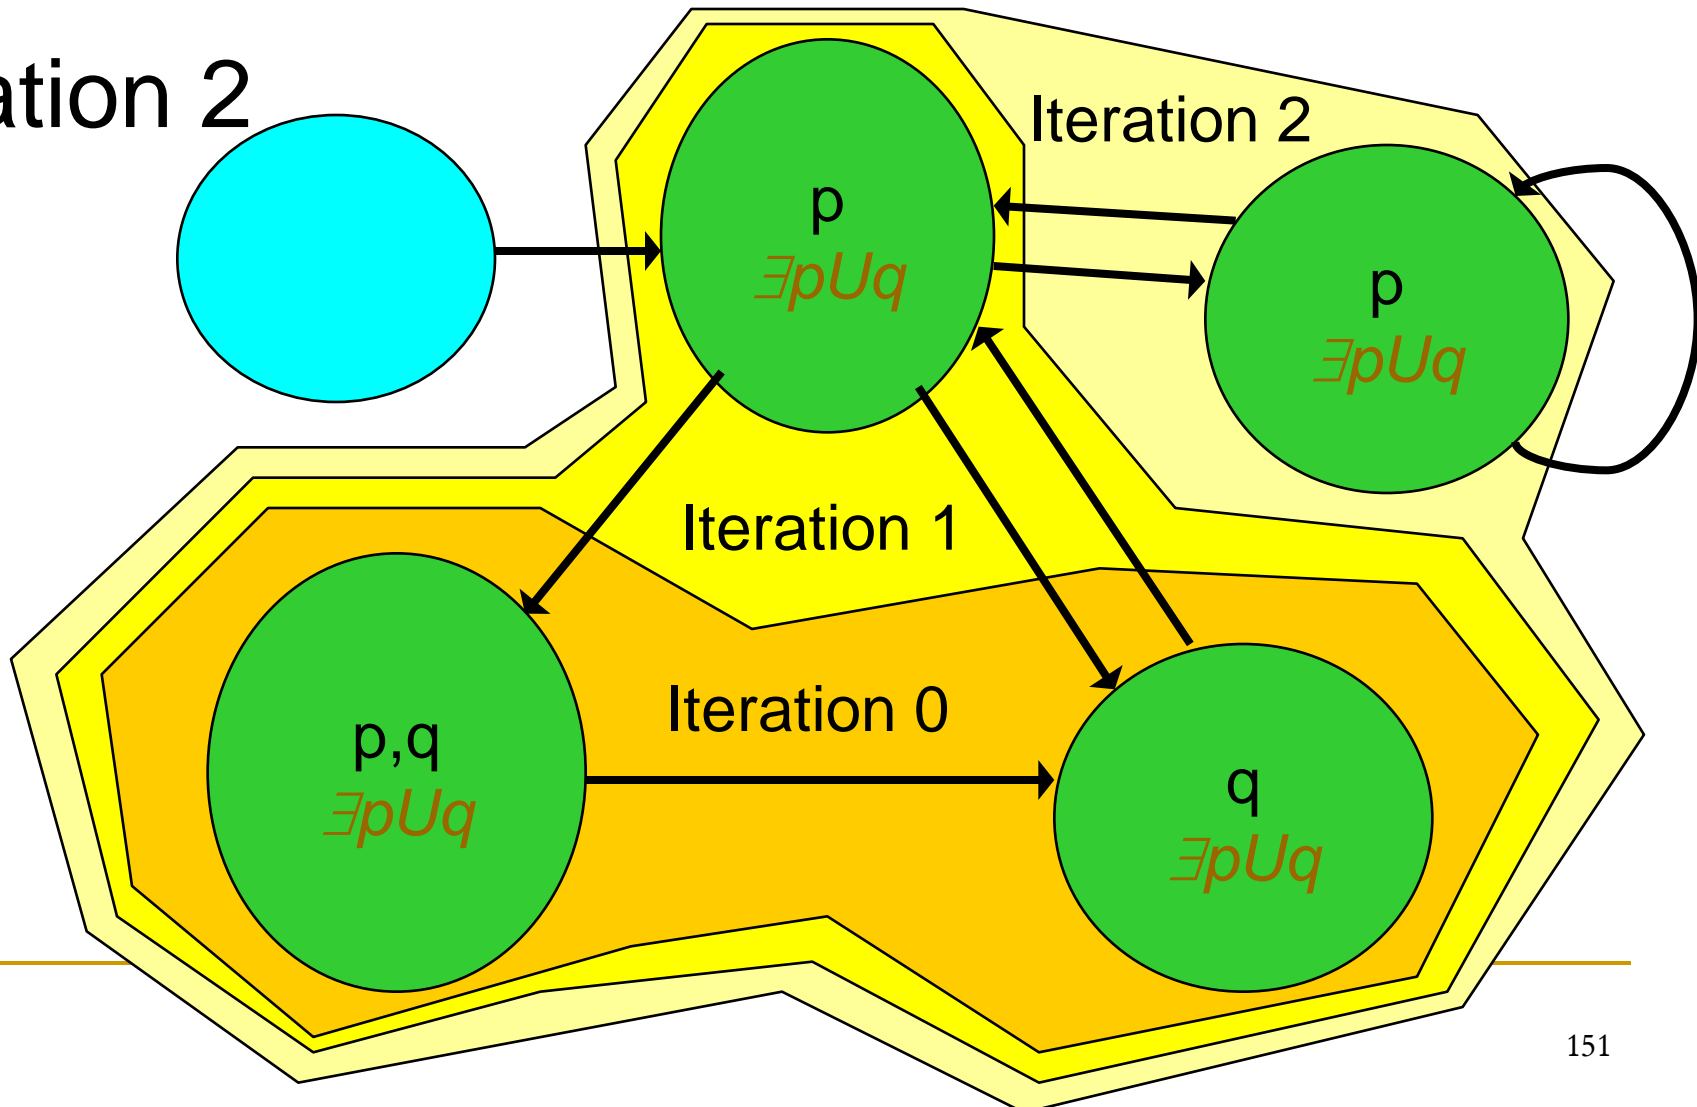 ation 2
Iteration 2
p
∃pUq
p
∃pUq
Iteration 1
Iteration 0
p,q
∃pUq
q
∃pUq
151